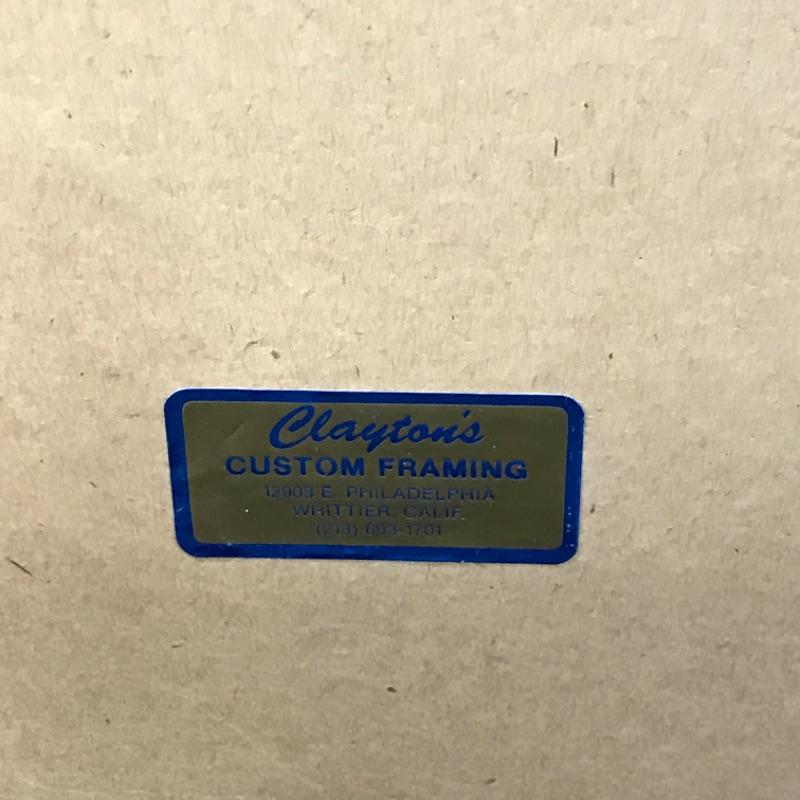 Clayton's
CUSTOM FRAMING
12903 E. PHILADELPHIA
WHITTIER, CALIF.
(213) 693-1701